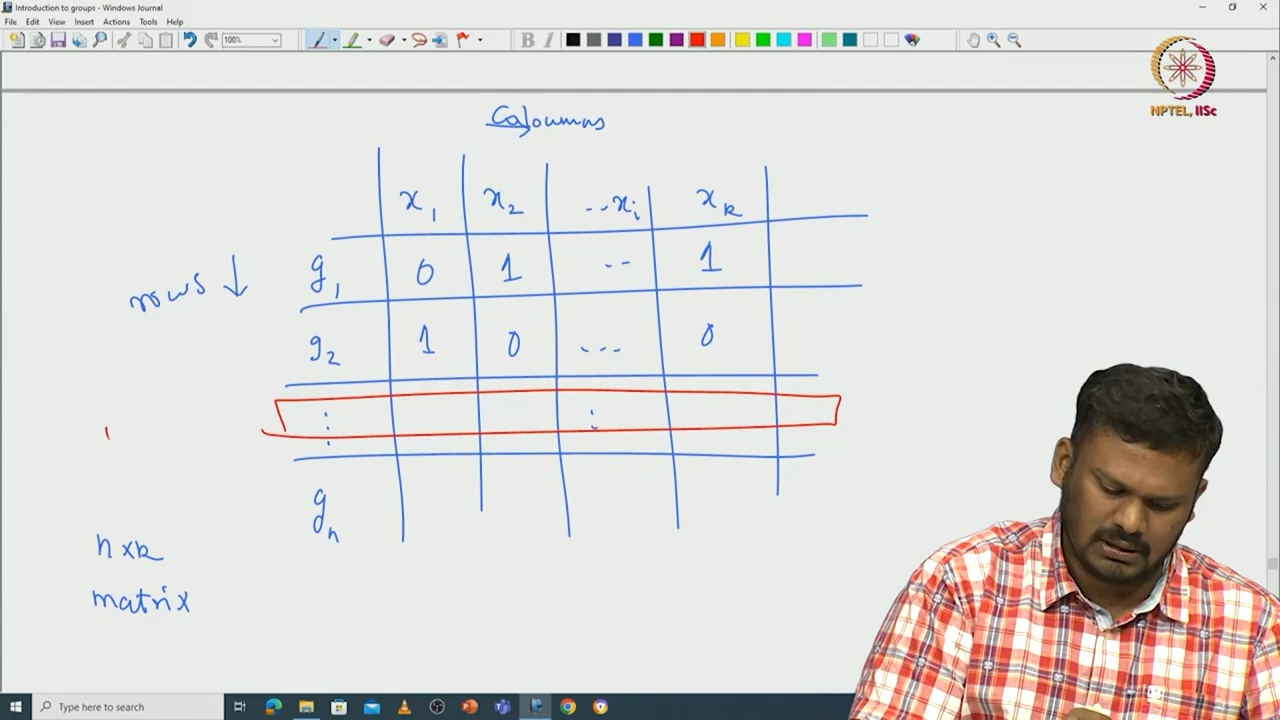 Introduction to groups - Windows Journal
File Edit View Insert Actions Tools Help
100%
B I
NPTEL, IISc
Caloumns
x1 x2 ..xi xk
rows ↓ g1 0 1 .. 1
g2 1 0 ... 0
⋮ ⋮
gn
n×k
matrix
Type here to search